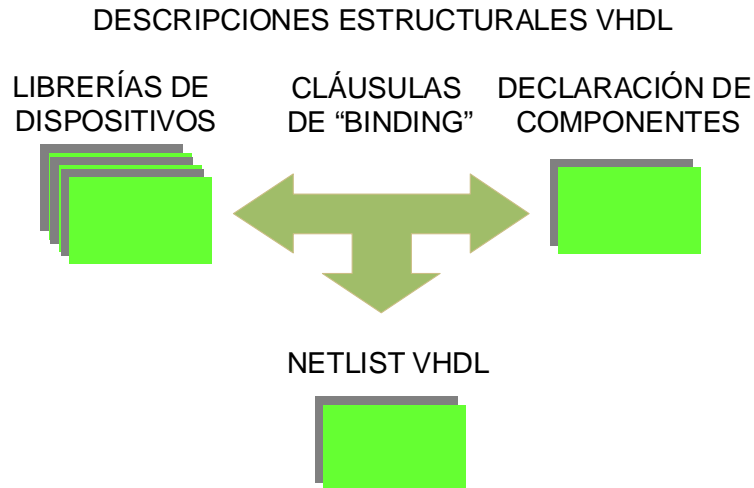 DESCRIPCIONES ESTRUCTURALES VHDL
LIBRERÍAS DE
DISPOSITIVOS
CLÁUSULAS
DE “BINDING”
DECLARACIÓN DE
COMPONENTES
NETLIST VHDL